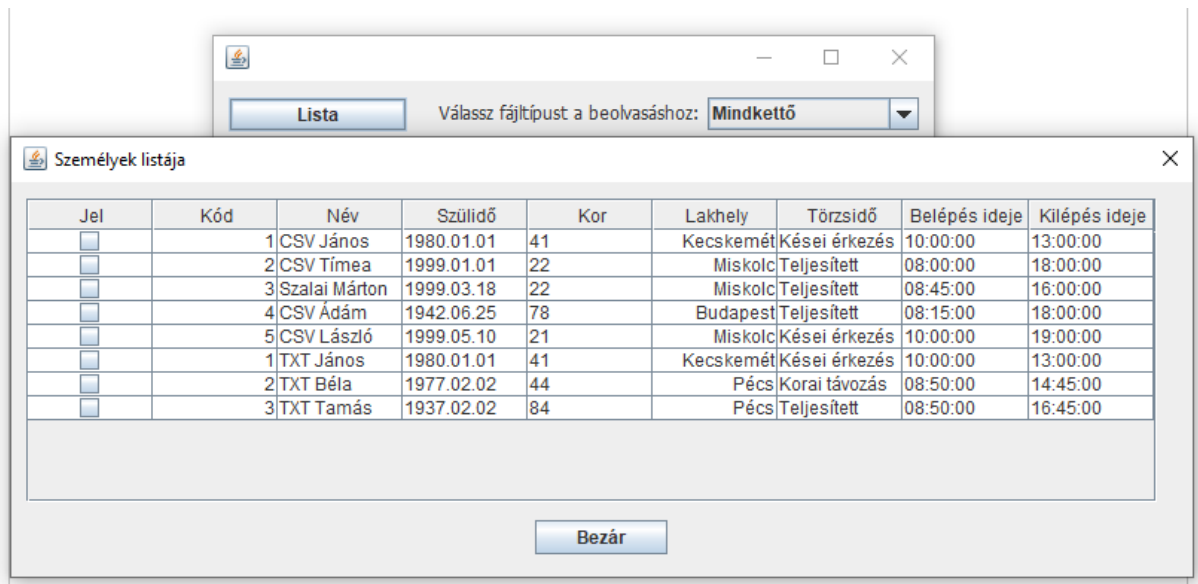 Lista Válassz fájltípust a beolvasáshoz: Mindkettő
Személyek listája
Jel Kód Név Szülidő Kor Lakhely Törzsidő Belépés ideje Kilépés ideje
1 CSV János 1980.01.01 41 Kecskemét Kései érkezés 10:00:00 13:00:00
2 CSV Tímea 1999.01.01 22 Miskolc Teljesített 08:00:00 18:00:00
3 Szalai Márton 1999.03.18 22 Miskolc Teljesített 08:45:00 16:00:00
4 CSV Ádám 1942.06.25 78 Budapest Teljesített 08:15:00 18:00:00
5 CSV László 1999.05.10 21 Miskolc Kései érkezés 10:00:00 19:00:00
1 TXT János 1980.01.01 41 Kecskemét Kései érkezés 10:00:00 13:00:00
2 TXT Béla 1977.02.02 44 Pécs Korai távozás 08:50:00 14:45:00
3 TXT Tamás 1937.02.02 84 Pécs Teljesített 08:50:00 16:45:00
Bezár